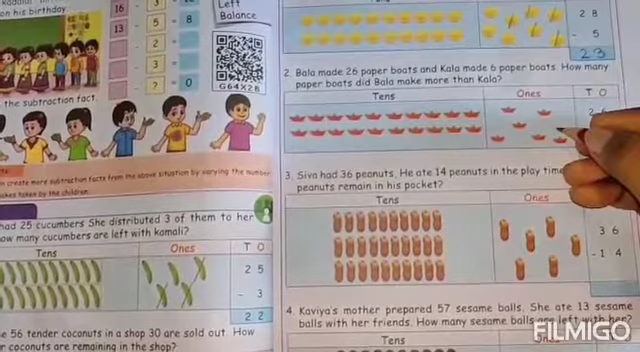 on his birthday.
16 - 3 =
13 - 5 = 8
- 2 =
- 3 =
- ? = 0
Left
Balance
G64X2B
the subtraction fact.
create more subtraction facts from the above situation by varying the number
taken by the children.
had 25 cucumbers She distributed 3 of them to her
ow many cucumbers are left with kamali?
Tens Ones T O
2 5
- 3
2 2
e 56 tender coconuts in a shop 30 are sold out. How
coconuts are remaining in the shop?
2 8
- 5
2 3
2. Bala made 26 paper boats and Kala made 6 paper boats. How many
paper boats did Bala make more than Kala?
Tens Ones T O
2
3. Siva had 36 peanuts. He ate 14 peanuts in the play time
peanuts remain in his pocket?
Tens Ones
3 6
- 1 4
4. Kaviya's mother prepared 57 sesame balls. She ate 13 sesame
balls with her friends. How many sesame balls are left with her?
Tens Ones
FILMIGO